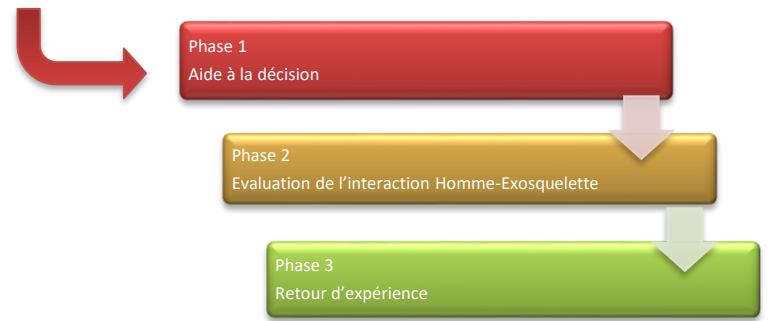 Phase 1
Aide à la décision
Phase 2
Evaluation de l’interaction Homme-Exosquelette
Phase 3
Retour d’expérience